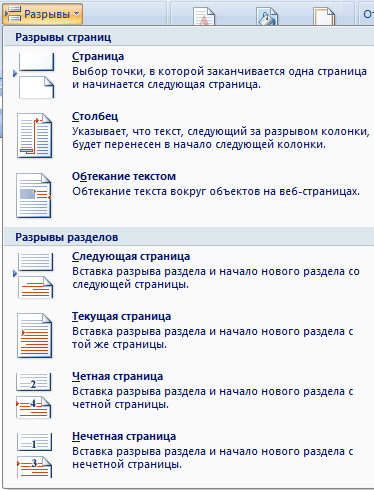 Разрывы
От
Разрывы страниц
Страница
Выбор точки, в которой заканчивается одна страница
и начинается следующая страница.
Столбец
Указывает, что текст, следующий за разрывом колонки,
будет перенесен в начало следующей колонки.
Обтекание текстом
Обтекание текста вокруг объектов на веб-страницах.
Разрывы разделов
Следующая страница
Вставка разрыва раздела и начало нового раздела со
следующей страницы.
Текущая страница
Вставка разрыва раздела и начало нового раздела с
той же страницы.
Четная страница
Вставка разрыва раздела и начало нового раздела с
четной страницы.
2
4
Нечетная страница
Вставка разрыва раздела и начало нового раздела с
нечетной страницы.
1
3